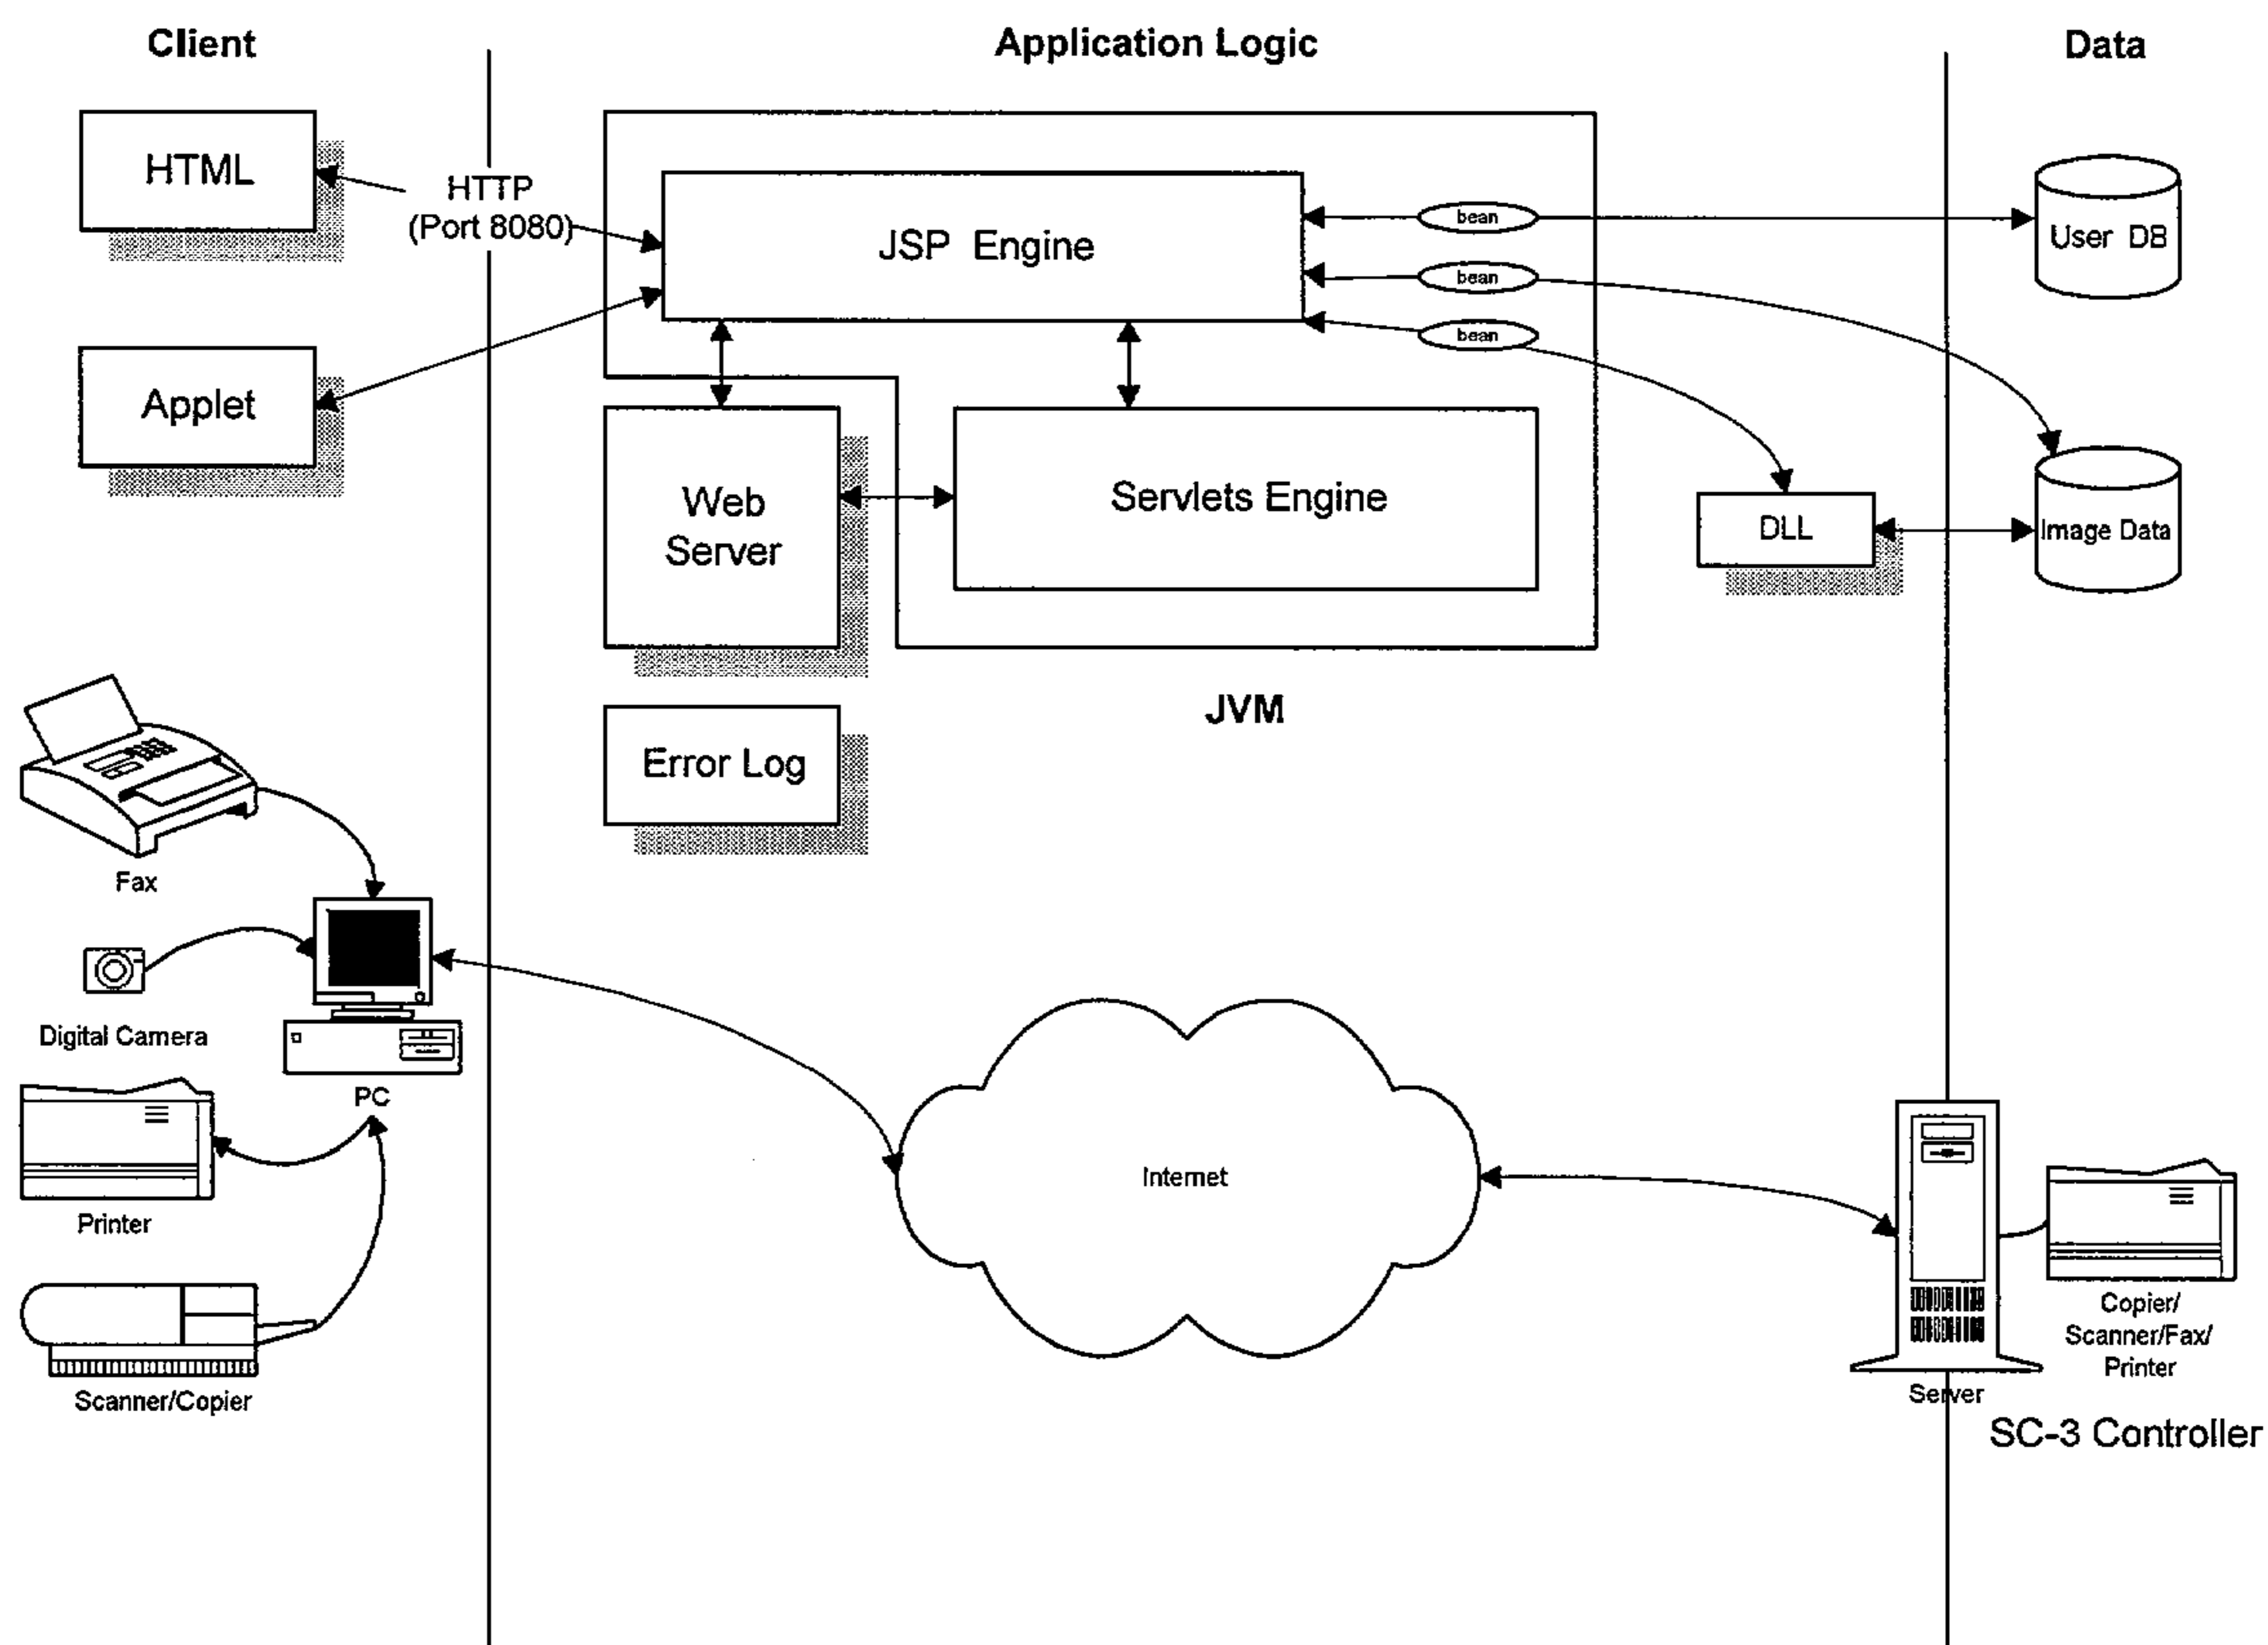 Client
Application Logic
Data
HTML
HTTP
(Port 8080)
JSP Engine
bean
bean
bean
User DB
Applet
Web
Server
Servlets Engine
DLL
Image Data
JVM
Error Log
Fax
Digital Camera
PC
Printer
Scanner/Copier
Internet
Server
Copier/
Scanner/Fax/
Printer
SC-3 Controller